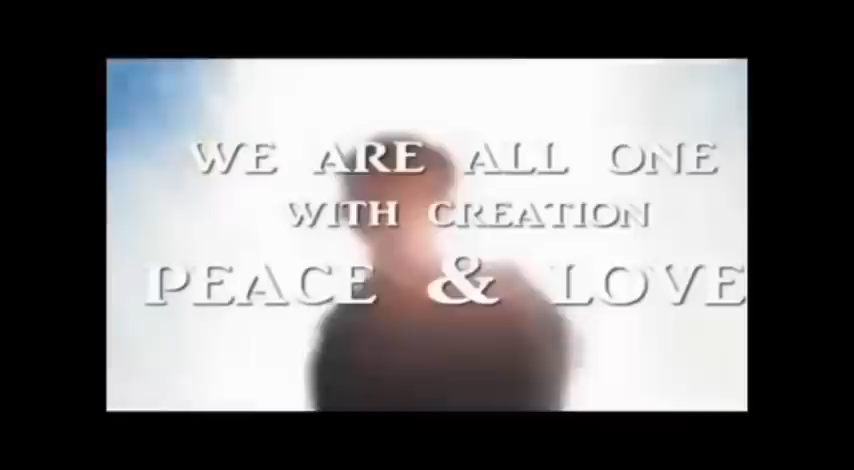 WE ARE ALL ONE
WITH CREATION
PEACE & LOVE